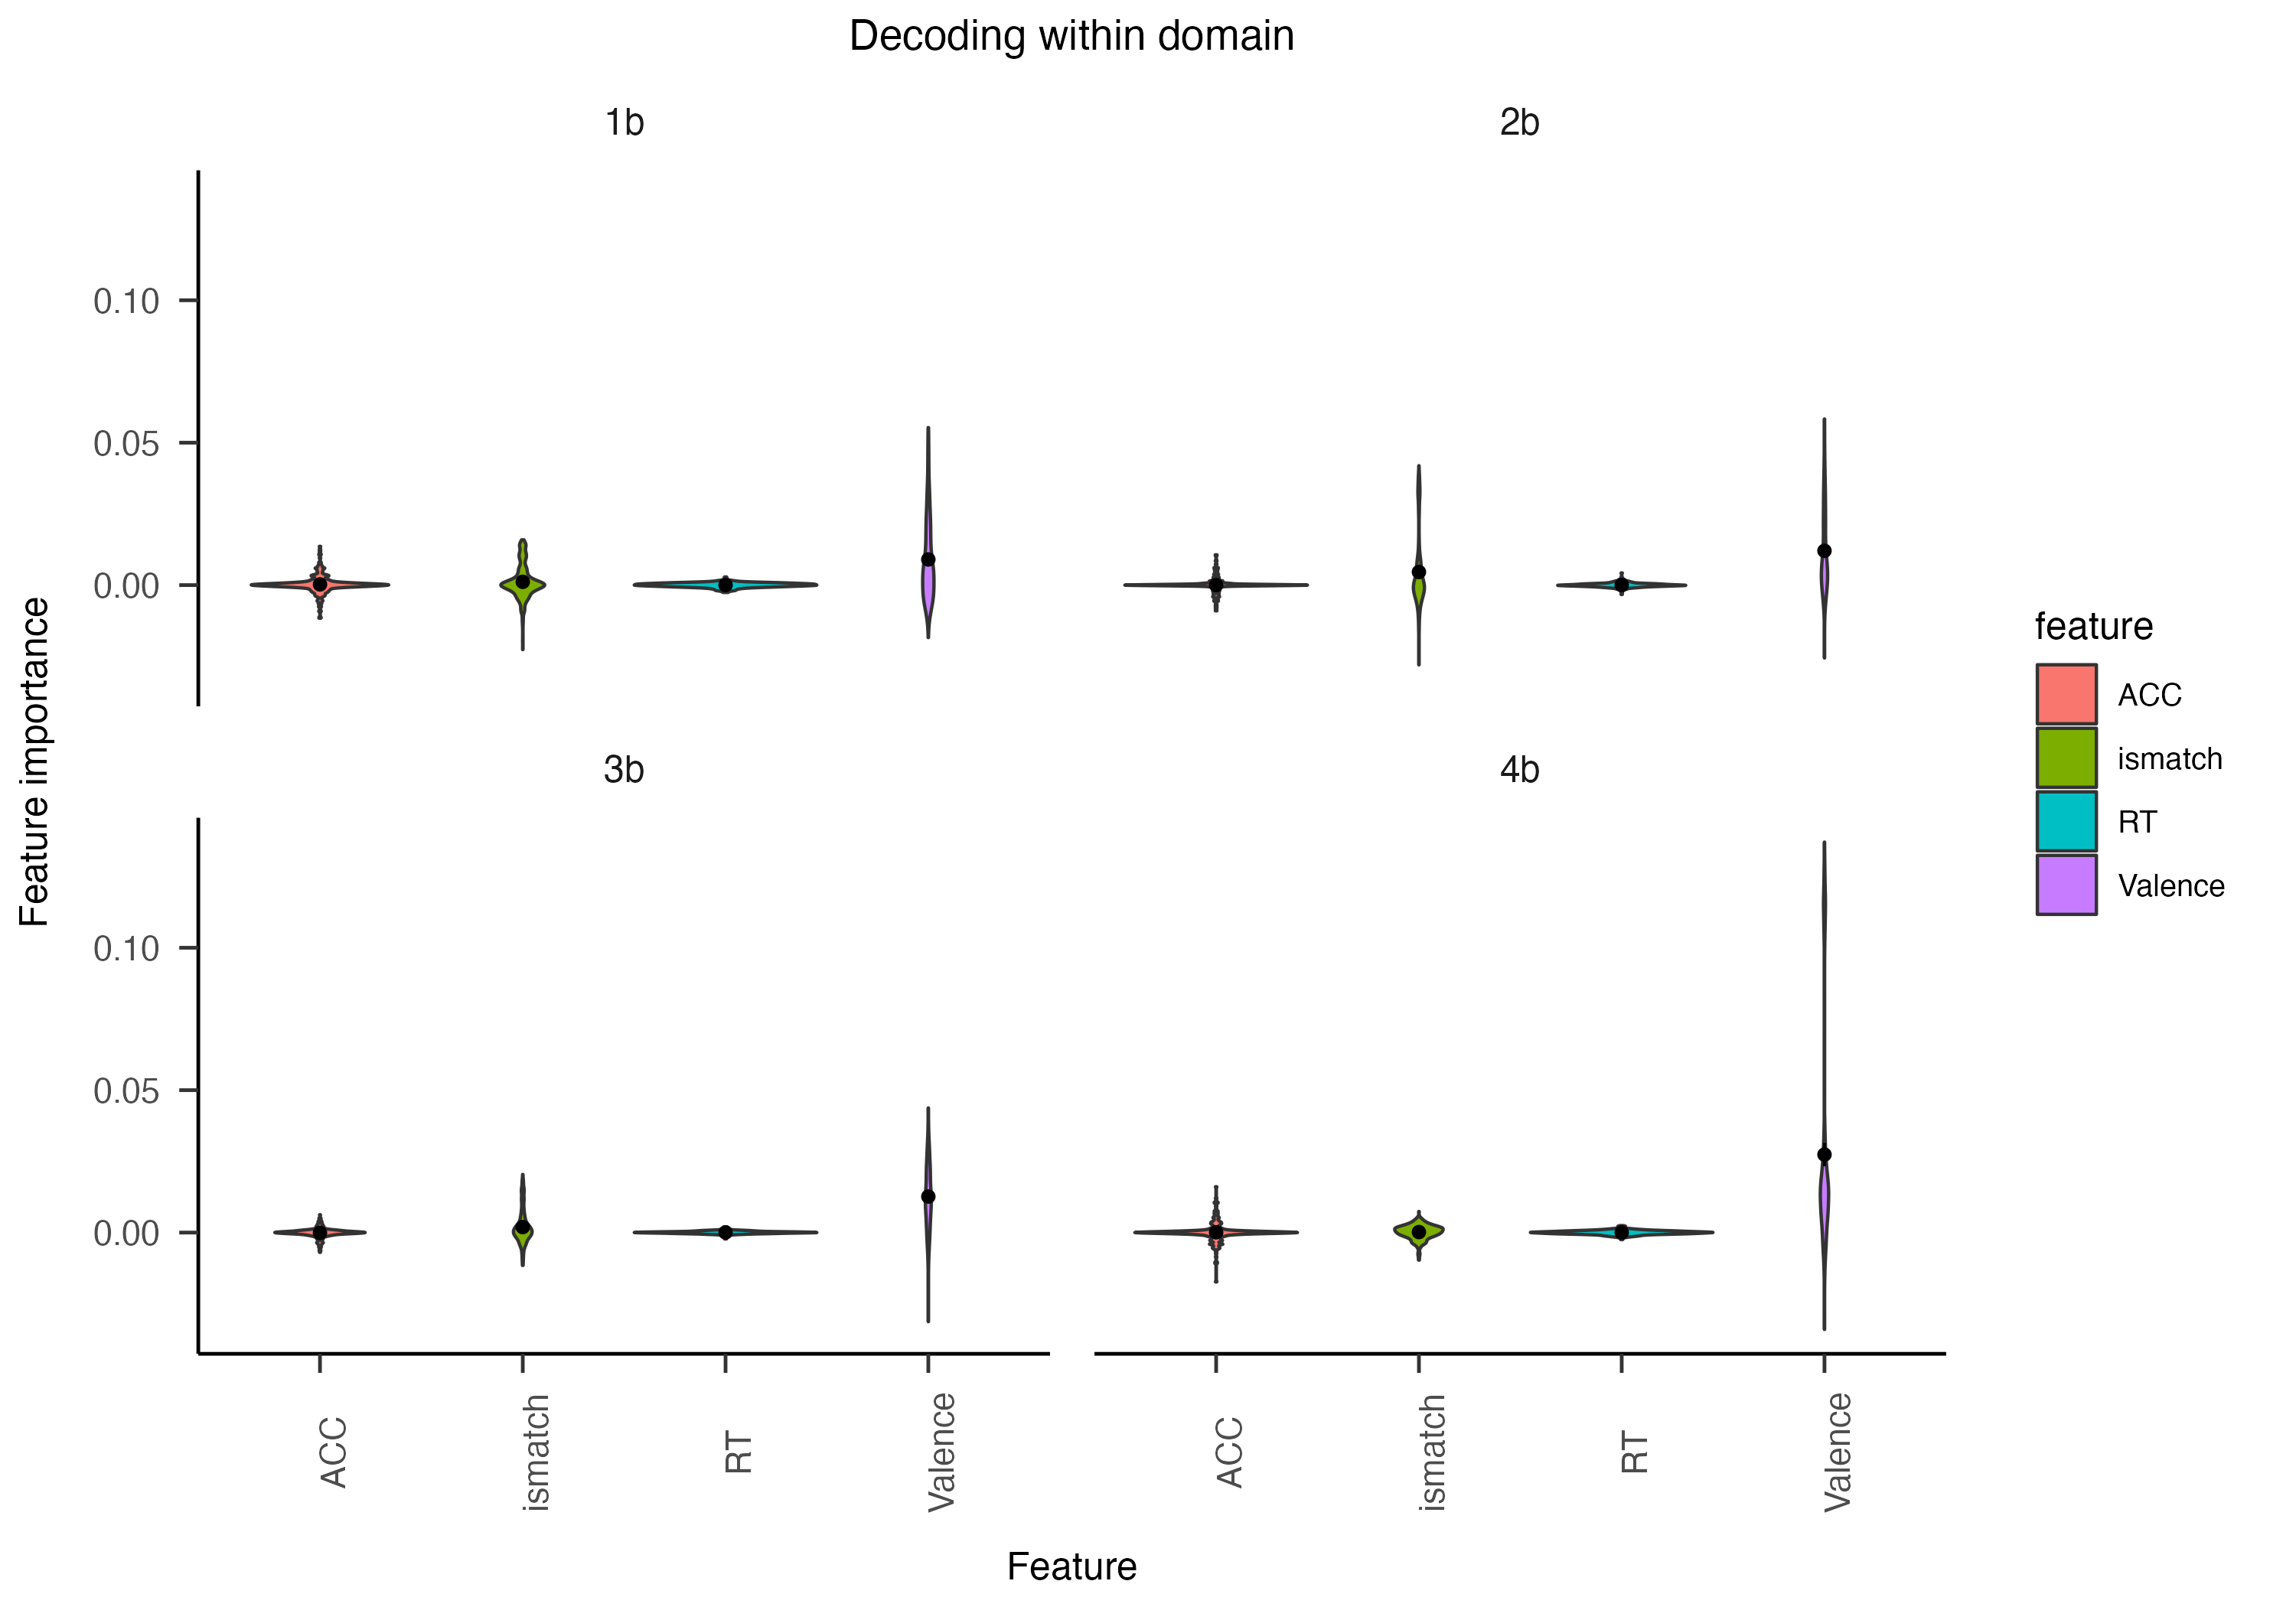 Decoding within domain
1b
2b
0.10
0.05
0.00
3b
4b
0.10
0.05
0.00
ACC
ismatch
RT
Valence
ACC
ismatch
RT
Valence
Feature
Feature importance
feature
ACC
ismatch
RT
Valence